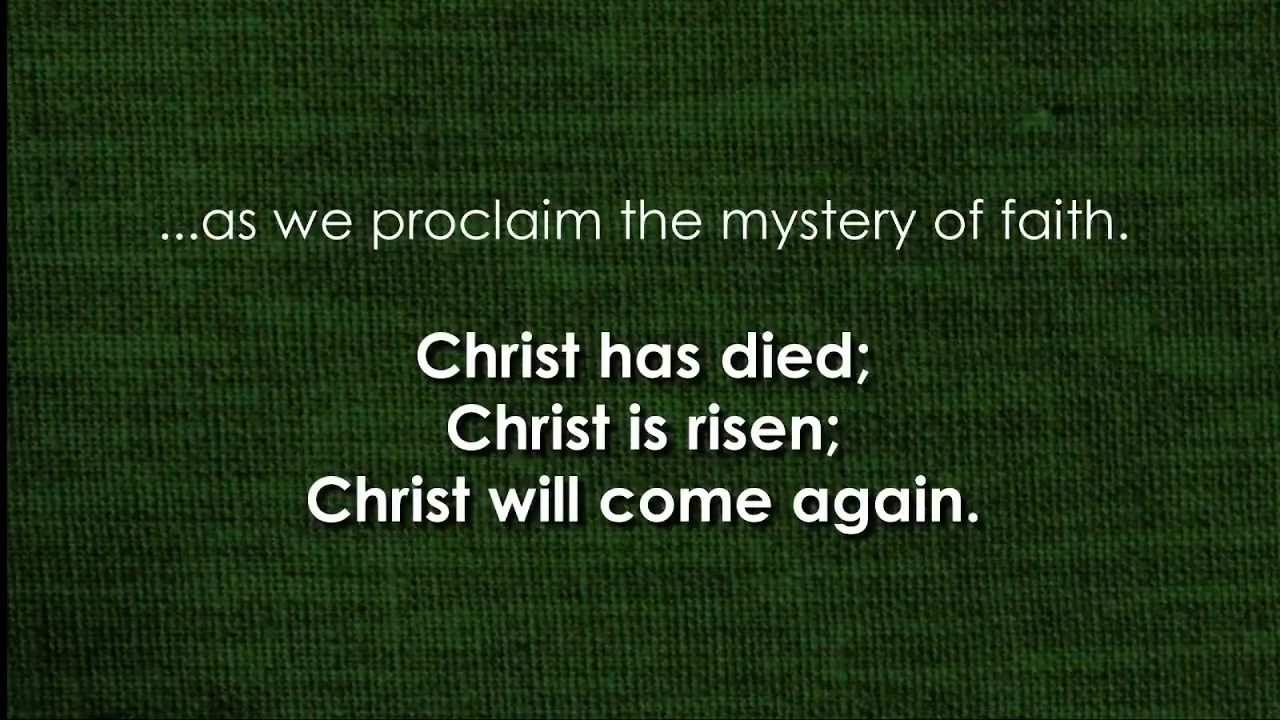 ...as we proclaim the mystery of faith.
Christ has died;
Christ is risen;
Christ will come again.